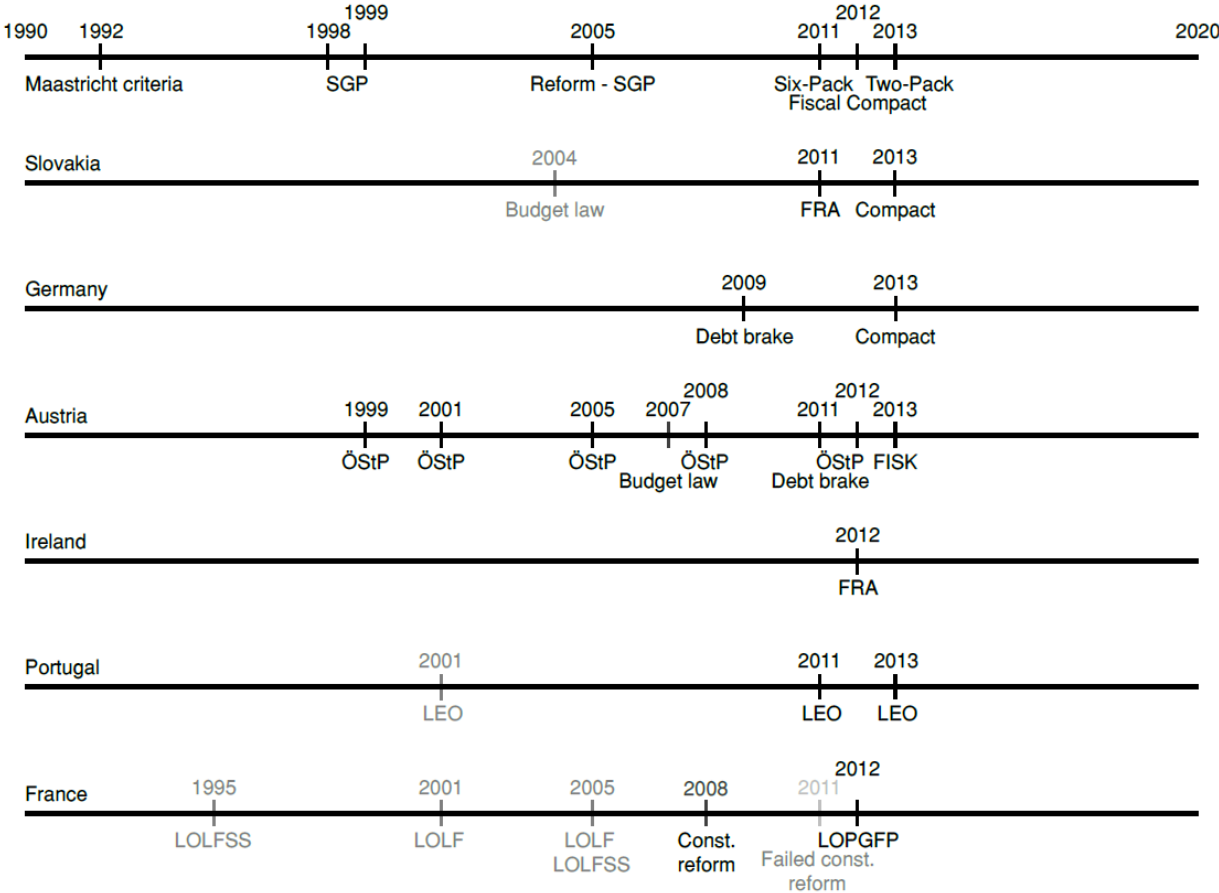 1999 2012
1990 1992 1998 2005 2011 2013 2020
Maastricht criteria SGP Reform - SGP Six-Pack Two-Pack
Fiscal Compact
Slovakia 2004 2011 2013
Budget law FRA Compact
Germany 2009 2013
Debt brake Compact
2008 2012
Austria 1999 2001 2005 2007 2011 2013
ÖStP ÖStP ÖStP ÖStP ÖStP FISK
Budget law Debt brake
Ireland 2012
FRA
Portugal 2001 2011 2013
LEO LEO LEO
2012
France 1995 2001 2005 2008 2011
LOLFSS LOLF LOLF Const. LOPGFP
LOLFSS reform Failed const.
reform